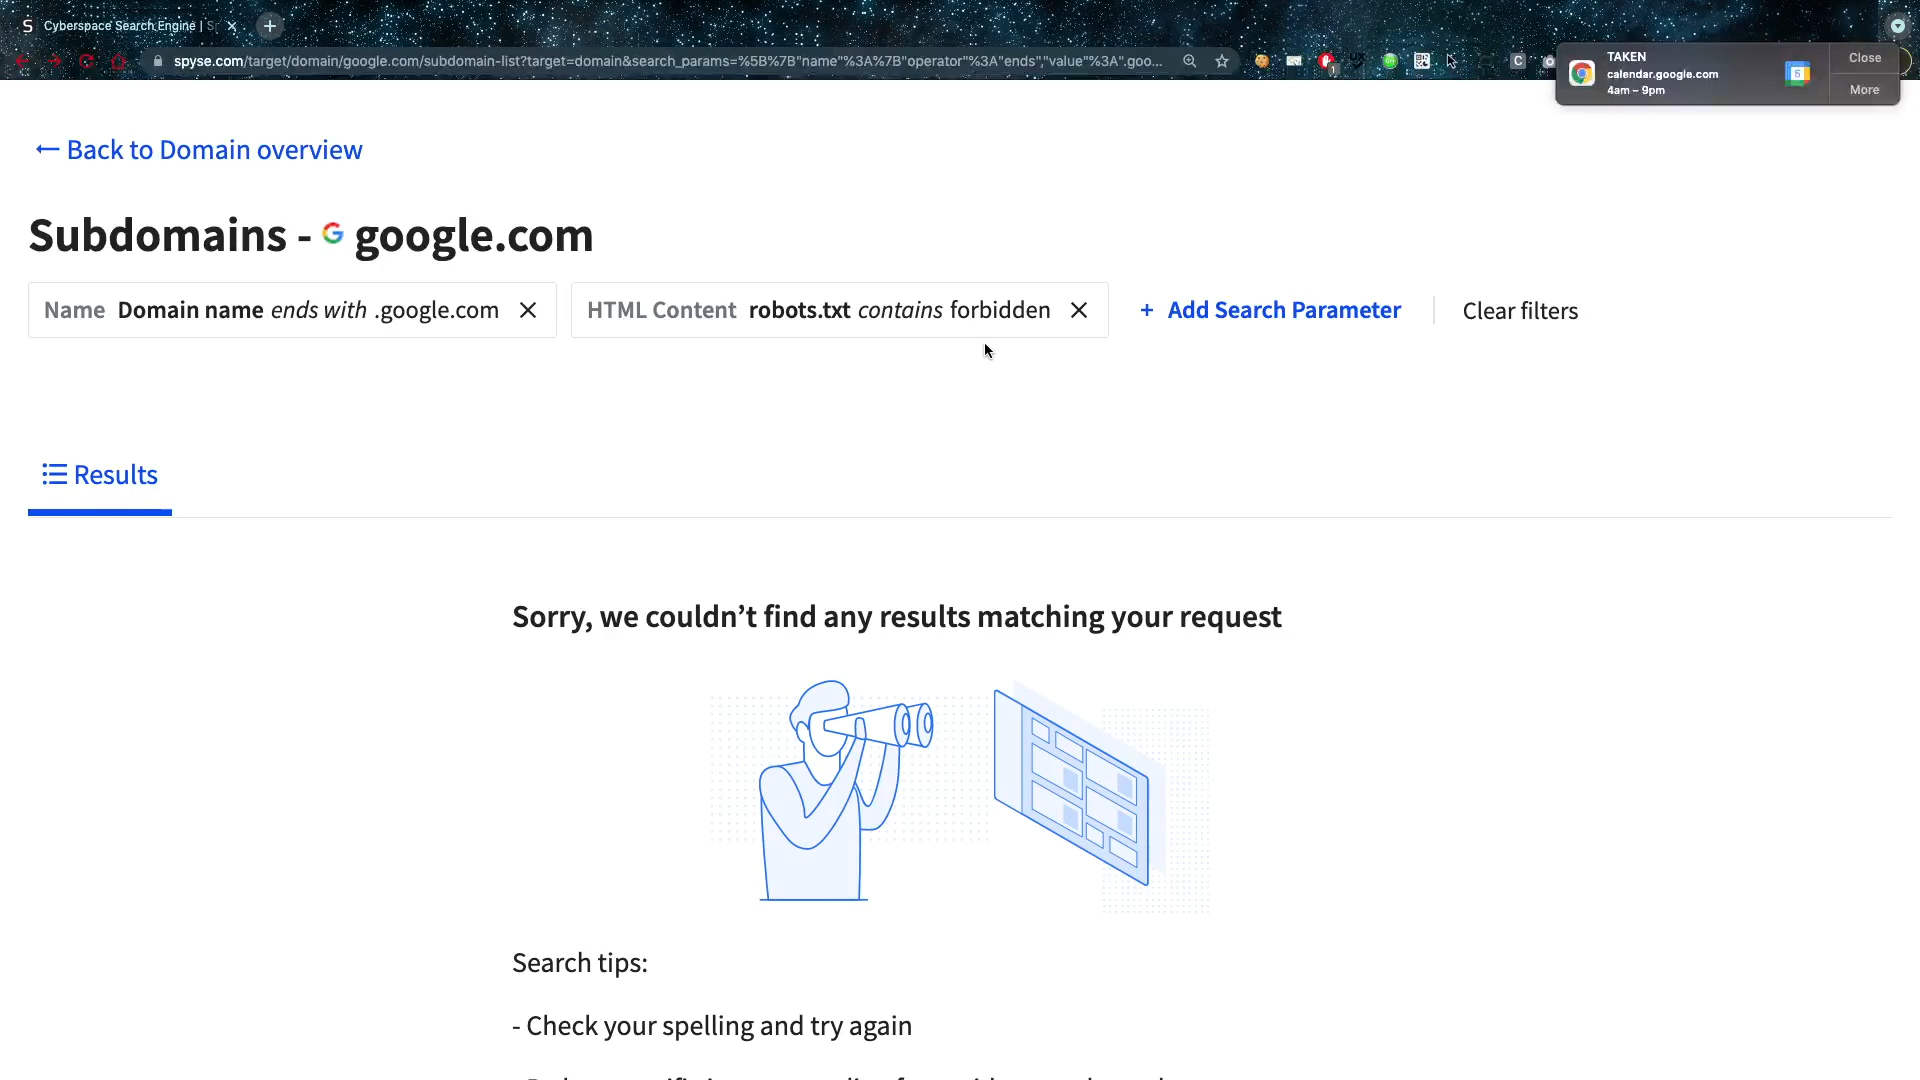 Cyberspace Search Engine | S
spyse.com/target/domain/google.com/subdomain-list?target=domain&search_params=%5B%7B"name"%3A%7B"operator"%3A"ends","value"%3A".goo...
TAKEN
calendar.google.com
4am – 9pm
Close
More
← Back to Domain overview
Subdomains - google.com
Name Domain name ends with .google.com
HTML Content robots.txt contains forbidden
+ Add Search Parameter
Clear filters
Results
Sorry, we couldn’t find any results matching your request
Search tips:
- Check your spelling and try again